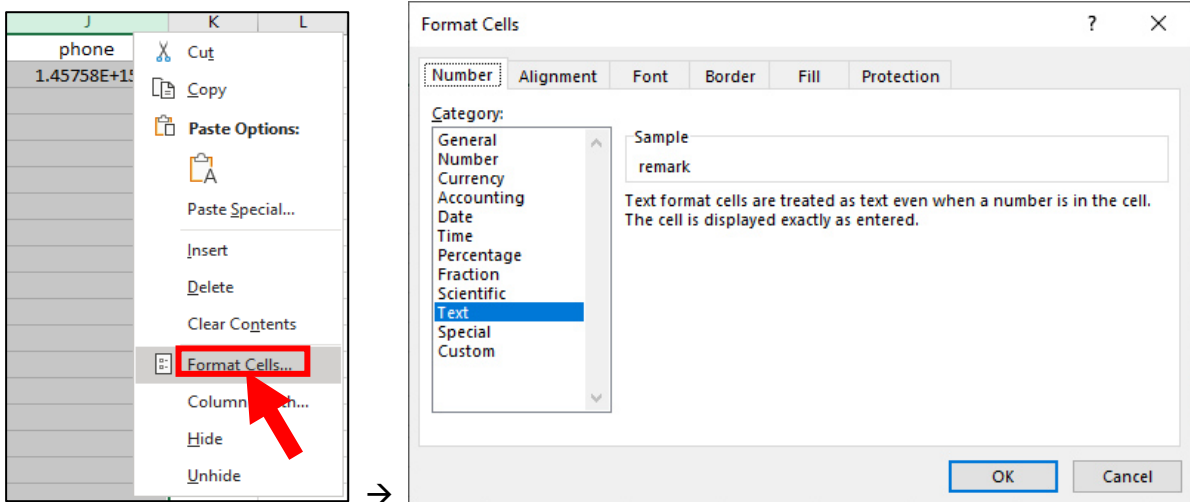 J K L
phone
1.45758E+15
Cut
Copy
Paste Options:
Paste Special...
Insert
Delete
Clear Contents
Format Cells...
Hide
Unhide
→
Format Cells
? ×
Number Alignment Font Border Fill Protection
Category:
General
Number
Currency
Accounting
Date
Time
Percentage
Fraction
Scientific
Text
Special
Custom
Sample
remark
Text format cells are treated as text even when a number is in the cell.
The cell is displayed exactly as entered.
OK Cancel